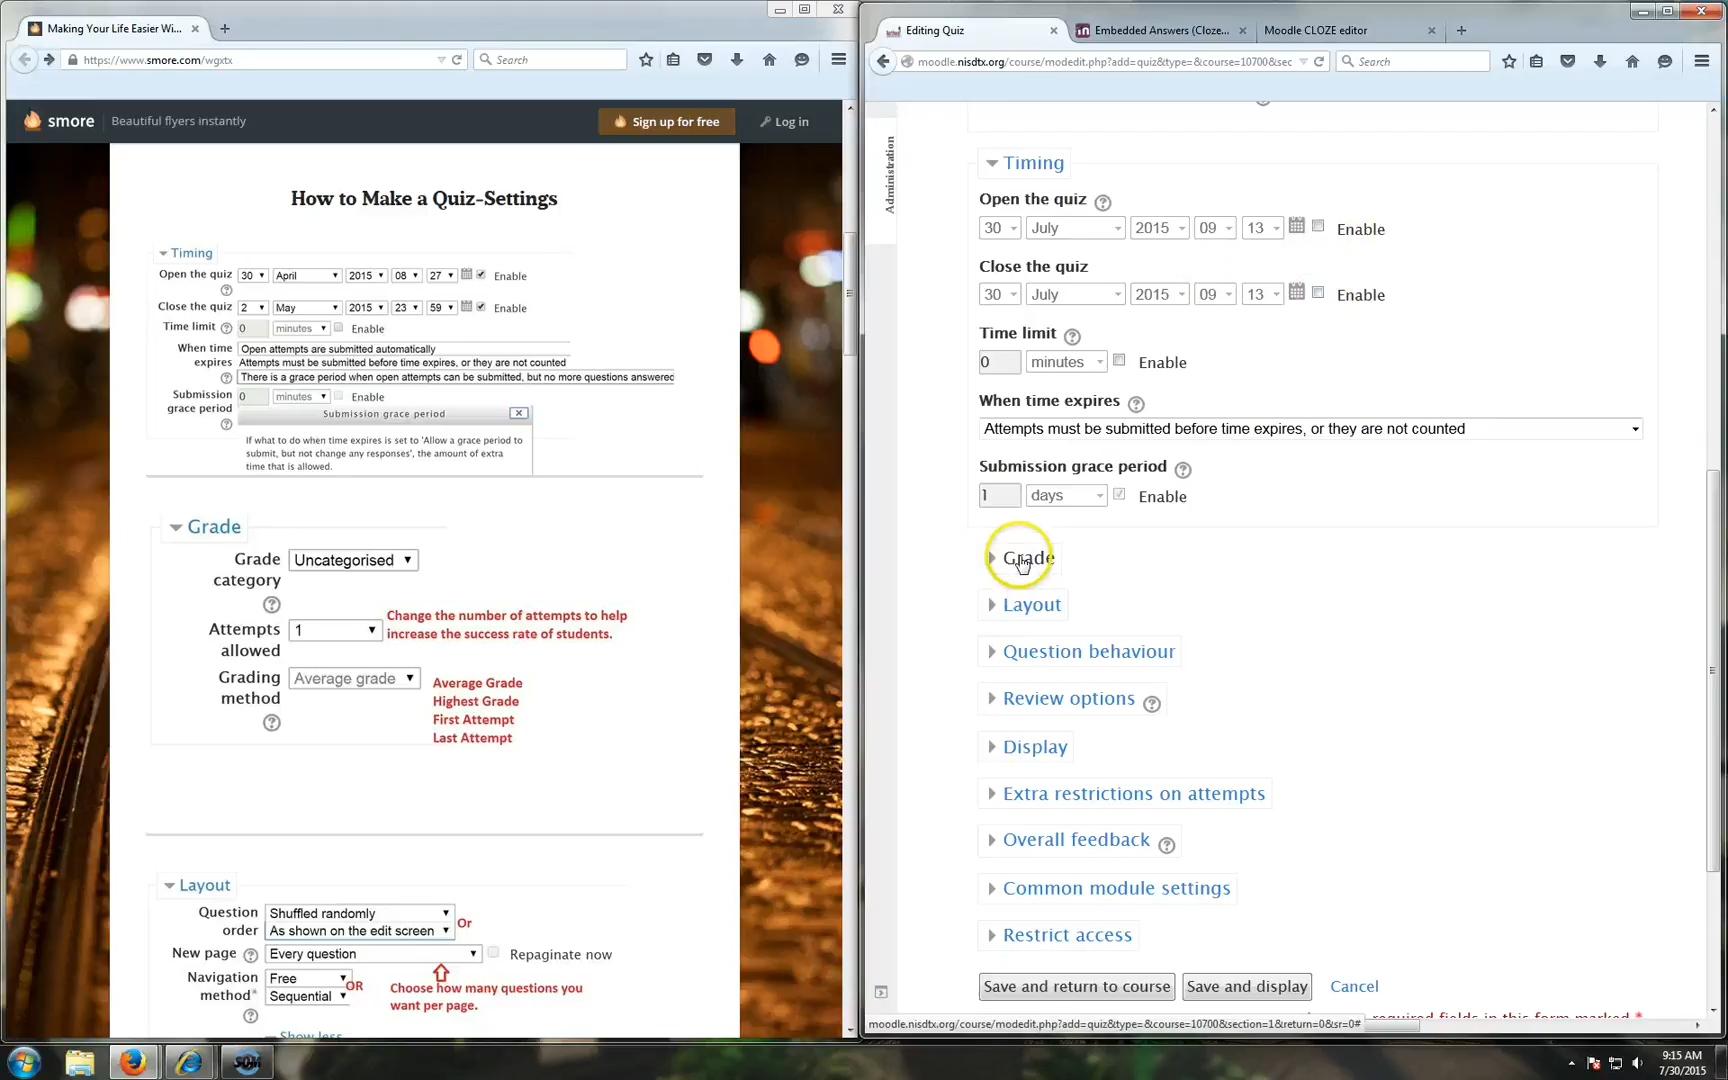 Making Your Life Easier Wi...
https://www.smore.com/wgxtx
Search
smore
Beautiful flyers instantly
Sign up for free
Log in
How to Make a Quiz-Settings
Timing
Open the quiz 30 April 2015 08 27 Enable
Close the quiz 2 May 2015 23 59 Enable
Time limit 0 minutes Enable
When time expires
Open attempts are submitted automatically
Attempts must be submitted before time expires, or they are not counted
There is a grace period when open attempts can be submitted, but no more questions answered
Submission grace period 0 minutes Enable
Submission grace period
If what to do when time expires is set to 'Allow a grace period to
submit, but not change any responses', the amount of extra
time that is allowed.
Grade
Grade category Uncategorised
Attempts allowed 1
Change the number of attempts to help
increase the success rate of students.
Grading method Average grade
Average Grade
Highest Grade
First Attempt
Last Attempt
Layout
Question order Shuffled randomly
As shown on the edit screen
Or
New page Every question Repaginate now
Navigation method* Free
Sequential
OR
Choose how many questions you
want per page.
Show less
Editing Quiz
Embedded Answers (Cloze...
Moodle CLOZE editor
moodle.nisdtx.org/course/modedit.php?add=quiz&type=&course=10700&sec
Search
Administration
Timing
Open the quiz
30 July 2015 09 13 Enable
Close the quiz
30 July 2015 09 13 Enable
Time limit
0 minutes Enable
When time expires
Attempts must be submitted before time expires, or they are not counted
Submission grace period
1 days Enable
Grade
Layout
Question behaviour
Review options
Display
Extra restrictions on attempts
Overall feedback
Common module settings
Restrict access
Save and return to course
Save and display
Cancel
required fields in this form marked *
moodle.nisdtx.org/course/modedit.php?add=quiz&type=&course=10700&section=1&return=0&sr=0#
SOM
9:15 AM
7/30/2015